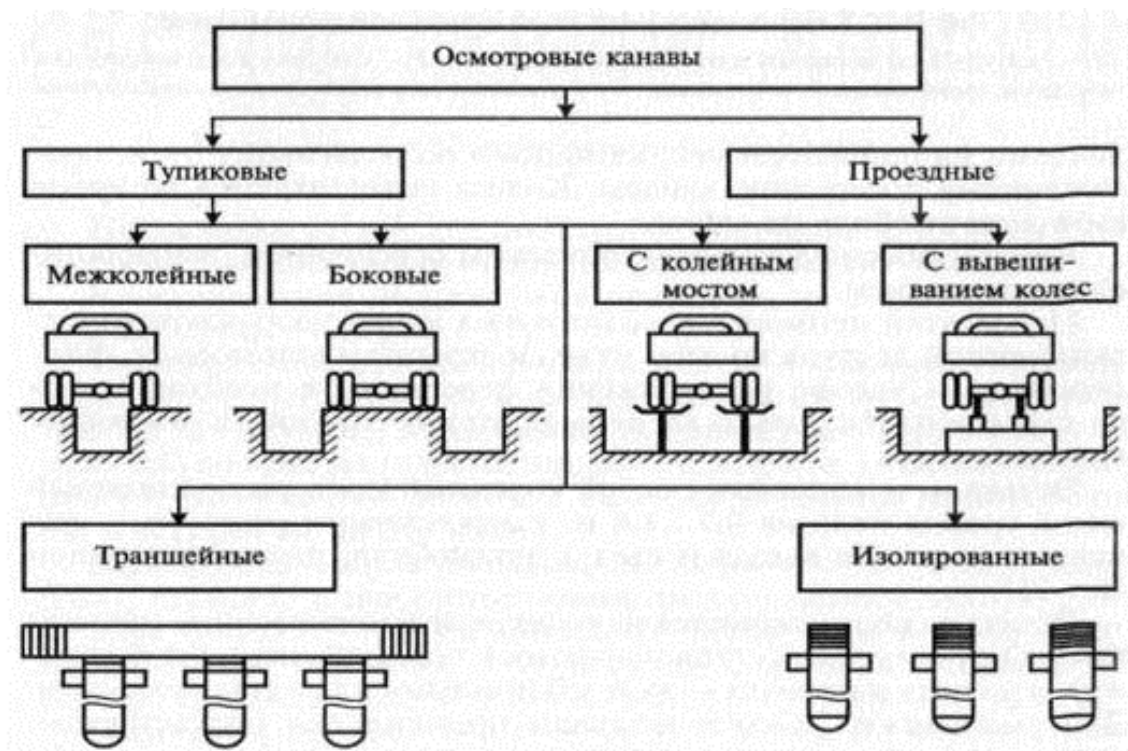 Осмотровые канавы
Тупиковые
Проездные
Межколейные
Боковые
С колейным
мостом
С вывеши-
ванием колес
Траншейные
Изолированные